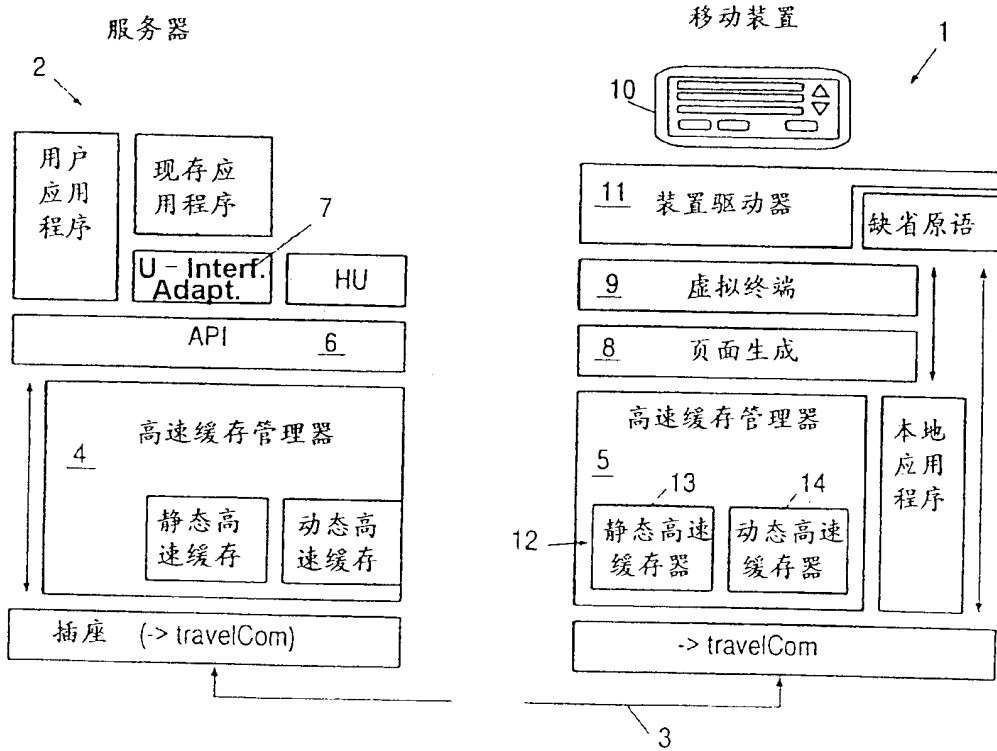 服务器
2
用户
应用
程序
现存应
用程序
7
U - Interf.
Adapt.
HU
API
6
高速缓存管理器
4
静态高
速缓存
动态高
速缓存
插座 (-> travelCom)
移动装置
1
10
11
装置驱动器
缺省原语
9
虚拟终端
8
页面生成
高速缓存管理器
5
13
14
12
静态高速
缓存器
动态高速
缓存器
本地
应用
程序
-> travelCom
3